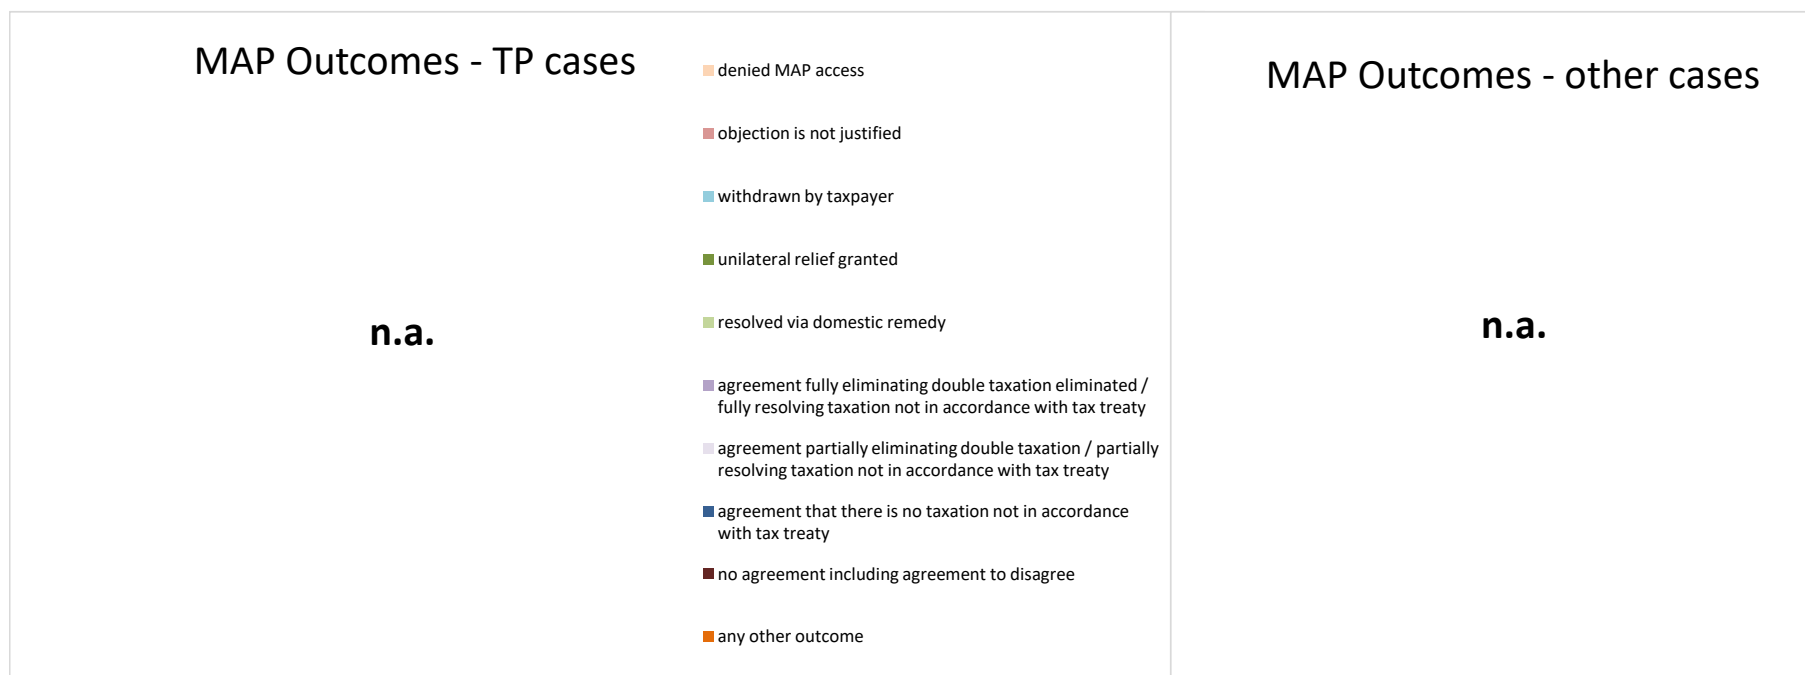 MAP Outcomes - TP cases
n.a.
denied MAP access
objection is not justified
withdrawn by taxpayer
unilateral relief granted
resolved via domestic remedy
agreement fully eliminating double taxation eliminated /
fully resolving taxation not in accordance with tax treaty
agreement partially eliminating double taxation / partially
resolving taxation not in accordance with tax treaty
agreement that there is no taxation not in accordance
with tax treaty
no agreement including agreement to disagree
any other outcome
MAP Outcomes - other cases
n.a.